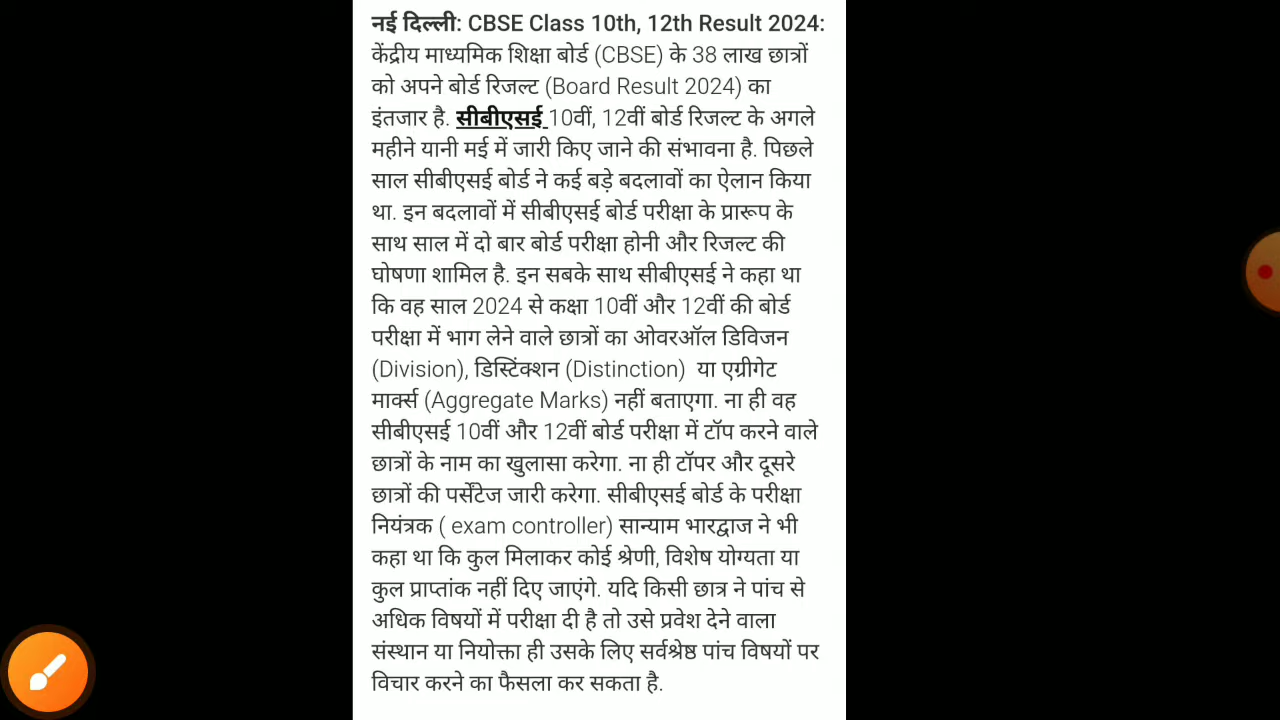 नई दिल्ली: CBSE Class 10th, 12th Result 2024:
केंद्रीय माध्यमिक शिक्षा बोर्ड (CBSE) के 38 लाख छात्रों
को अपने बोर्ड रिजल्ट (Board Result 2024) का
इंतजार है. सीबीएसई 10वीं, 12वीं बोर्ड रिजल्ट के अगले
महीने यानी मई में जारी किए जाने की संभावना है. पिछले
साल सीबीएसई बोर्ड ने कई बड़े बदलावों का ऐलान किया
था. इन बदलावों में सीबीएसई बोर्ड परीक्षा के प्रारूप के
साथ साल में दो बार बोर्ड परीक्षा होनी और रिजल्ट की
घोषणा शामिल है. इन सबके साथ सीबीएसई ने कहा था
कि वह साल 2024 से कक्षा 10वीं और 12वीं की बोर्ड
परीक्षा में भाग लेने वाले छात्रों का ओवरऑल डिविजन
(Division), डिस्टिंक्शन (Distinction) या एग्रीगेट
मार्क्स (Aggregate Marks) नहीं बताएगा. ना ही वह
सीबीएसई 10वीं और 12वीं बोर्ड परीक्षा में टॉप करने वाले
छात्रों के नाम का खुलासा करेगा. ना ही टॉपर और दूसरे
छात्रों की पर्सेंटेज जारी करेगा. सीबीएसई बोर्ड के परीक्षा
नियंत्रक ( exam controller) सान्याम भारद्वाज ने भी
कहा था कि कुल मिलाकर कोई श्रेणी, विशेष योग्यता या
कुल प्राप्तांक नहीं दिए जाएंगे. यदि किसी छात्र ने पांच से
अधिक विषयों में परीक्षा दी है तो उसे प्रवेश देने वाला
संस्थान या नियोक्ता ही उसके लिए सर्वश्रेष्ठ पांच विषयों पर
विचार करने का फैसला कर सकता है.